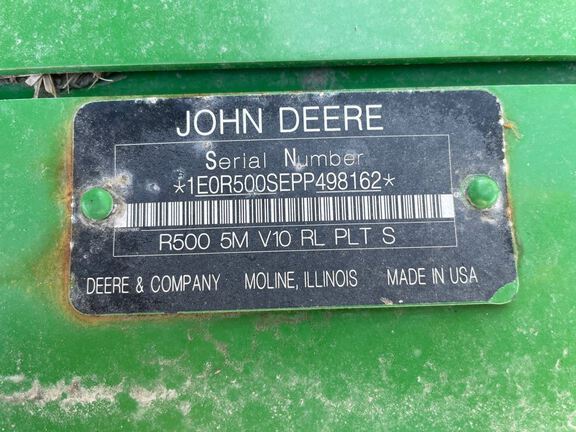 JOHN DEERE
Serial Number
*1E0R500SEPP498162*
R500 5M V10 RL PLT S
DEERE & COMPANY MOLINE, ILLINOIS MADE IN USA